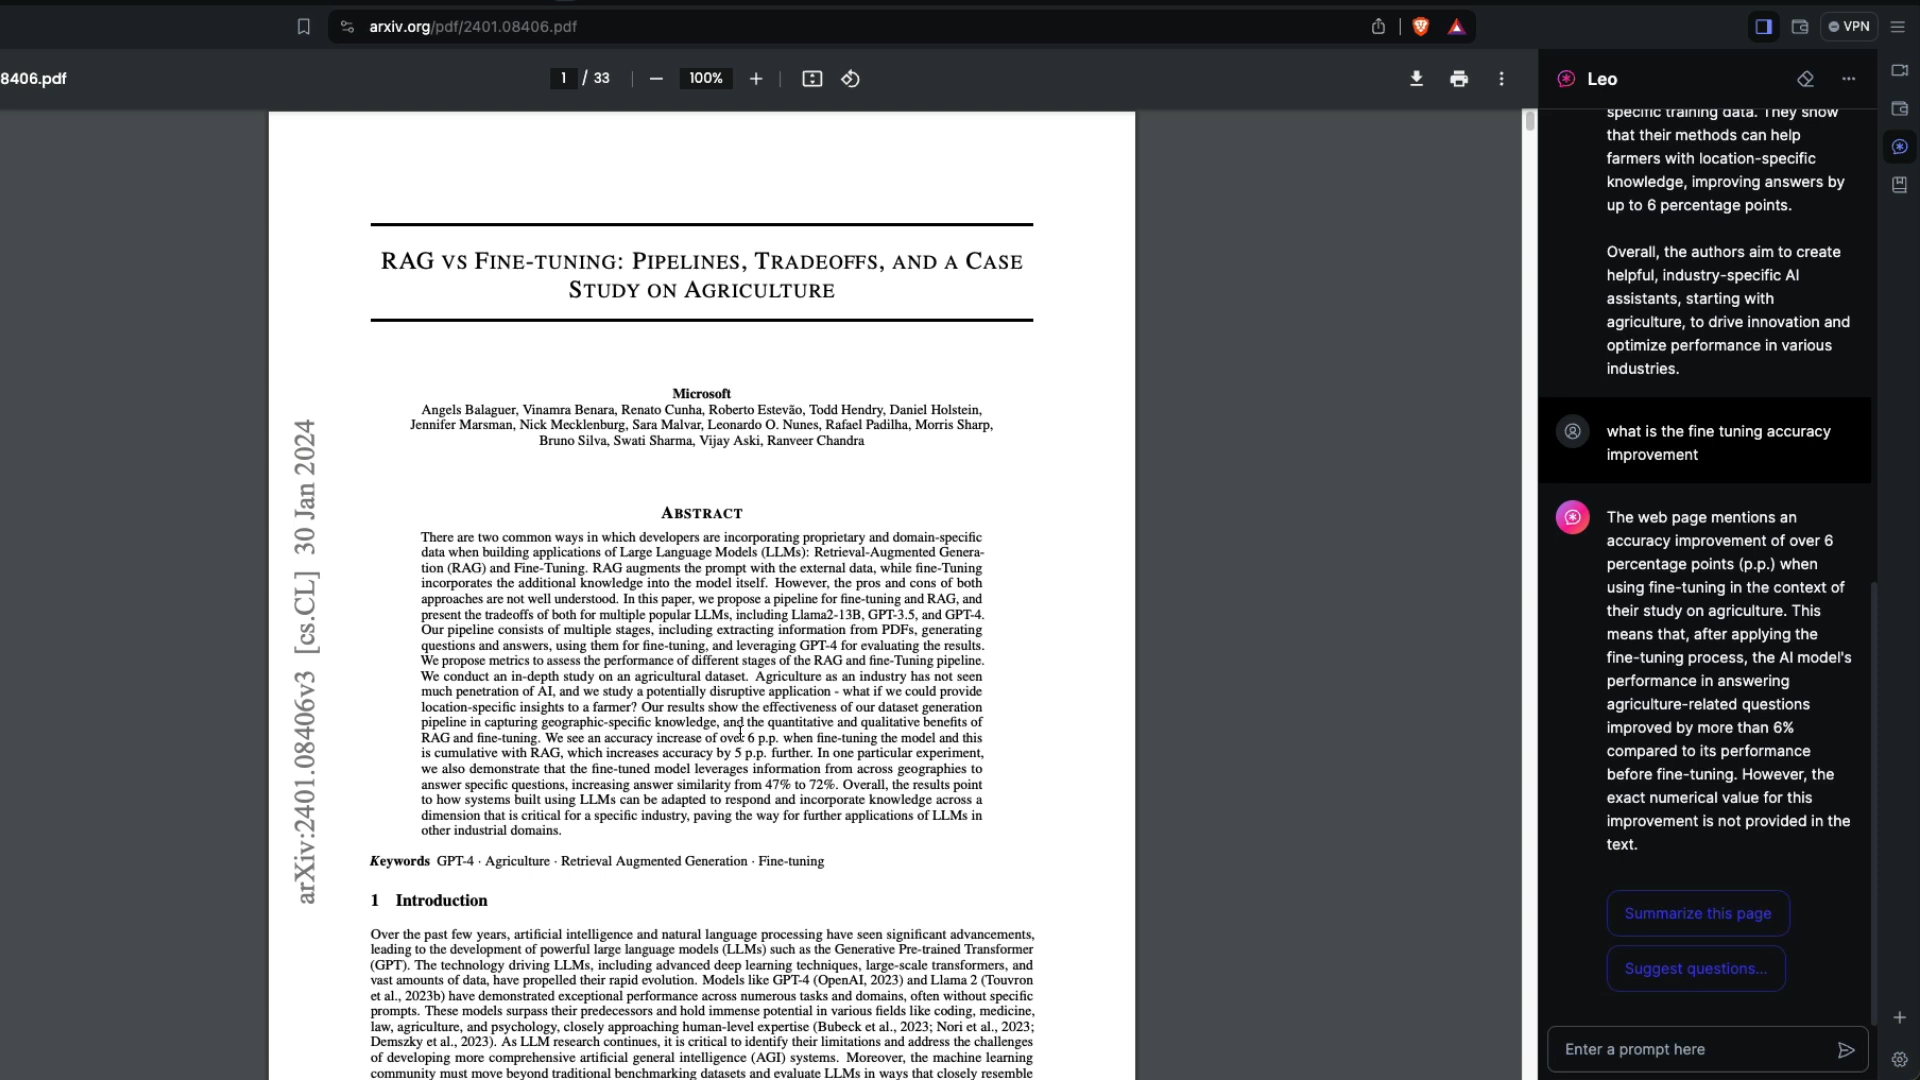 arxiv.org/pdf/2401.08406.pdf
VPN
8406.pdf
1 / 33
100%
Leo
RAG VS FINE-TUNING: PIPELINES, TRADEOFFS, AND A CASE
STUDY ON AGRICULTURE
Microsoft
Angels Balaguer, Vinamra Benara, Renato Cunha, Roberto Estevão, Todd Hendry, Daniel Holstein,
Jennifer Marsman, Nick Mecklenburg, Sara Malvar, Leonardo O. Nunes, Rafael Padilha, Morris Sharp,
Bruno Silva, Swati Sharma, Vijay Aski, Ranveer Chandra
arXiv:2401.08406v3 [cs.CL] 30 Jan 2024
ABSTRACT
There are two common ways in which developers are incorporating proprietary and domain-specific
data when building applications of Large Language Models (LLMs): Retrieval-Augmented Genera-
tion (RAG) and Fine-Tuning. RAG augments the prompt with the external data, while fine-Tuning
incorporates the additional knowledge into the model itself. However, the pros and cons of both
approaches are not well understood. In this paper, we propose a pipeline for fine-tuning and RAG, and
present the tradeoffs of both for multiple popular LLMs, including Llama2-13B, GPT-3.5, and GPT-4.
Our pipeline consists of multiple stages, including extracting information from PDFs, generating
questions and answers, using them for fine-tuning, and leveraging GPT-4 for evaluating the results.
We propose metrics to assess the performance of different stages of the RAG and fine-Tuning pipeline.
We conduct an in-depth study on an agricultural dataset. Agriculture as an industry has not seen
much penetration of AI, and we study a potentially disruptive application - what if we could provide
location-specific insights to a farmer? Our results show the effectiveness of our dataset generation
pipeline in capturing geographic-specific knowledge, and the quantitative and qualitative benefits of
RAG and fine-tuning. We see an accuracy increase of over 6 p.p. when fine-tuning the model and this
is cumulative with RAG, which increases accuracy by 5 p.p. further. In one particular experiment,
we also demonstrate that the fine-tuned model leverages information from across geographies to
answer specific questions, increasing answer similarity from 47% to 72%. Overall, the results point
to how systems built using LLMs can be adapted to respond and incorporate knowledge across a
dimension that is critical for a specific industry, paving the way for further applications of LLMs in
other industrial domains.
Keywords GPT-4 · Agriculture · Retrieval Augmented Generation · Fine-tuning
1 Introduction
Over the past few years, artificial intelligence and natural language processing have seen significant advancements,
leading to the development of powerful large language models (LLMs) such as the Generative Pre-trained Transformer
(GPT). The technology driving LLMs, including advanced deep learning techniques, large-scale transformers, and
vast amounts of data, have propelled their rapid evolution. Models like GPT-4 (OpenAI, 2023) and Llama 2 (Touvron
et al., 2023b) have demonstrated exceptional performance across numerous tasks and domains, often without specific
prompts. These models surpass their predecessors and hold immense potential in various fields like coding, medicine,
law, agriculture, and psychology, closely approaching human-level expertise (Bubeck et al., 2023; Nori et al., 2023;
Demszky et al., 2023). As LLM research continues, it is critical to identify their limitations and address the challenges
of developing more comprehensive artificial general intelligence (AGI) systems. Moreover, the machine learning
community must move beyond traditional benchmarking datasets and evaluate LLMs in ways that closely resemble
specific training data. They show
that their methods can help
farmers with location-specific
knowledge, improving answers by
up to 6 percentage points.
Overall, the authors aim to create
helpful, industry-specific AI
assistants, starting with
agriculture, to drive innovation and
optimize performance in various
industries.
what is the fine tuning accuracy
improvement
The web page mentions an
accuracy improvement of over 6
percentage points (p.p.) when
using fine-tuning in the context of
their study on agriculture. This
means that, after applying the
fine-tuning process, the AI model's
performance in answering
agriculture-related questions
improved by more than 6%
compared to its performance
before fine-tuning. However, the
exact numerical value for this
improvement is not provided in the
text.
Summarize this page
Suggest questions...
Enter a prompt here